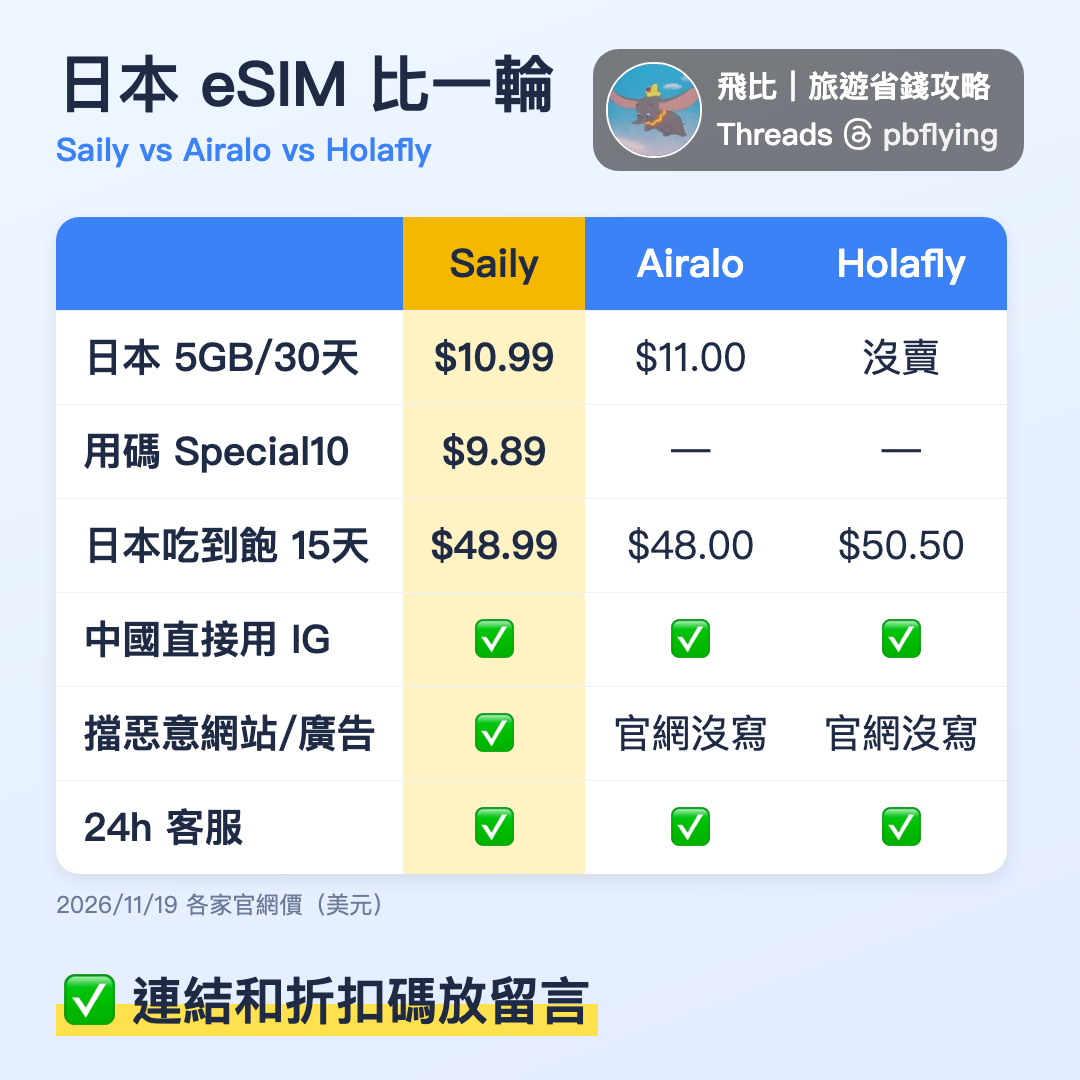 日本 eSIM 比一輪
Saily vs Airalo vs Holafly
飛比｜旅遊省錢攻略
Threads pbflying
Saily Airalo Holafly
日本 5GB/30天 $10.99 $11.00 沒賣
用碼 Special10 $9.89 — —
日本吃到飽 15天 $48.99 $48.00 $50.50
中國直接用 IG ✅ ✅ ✅
擋惡意網站/廣告 ✅ 官網沒寫 官網沒寫
24h 客服 ✅ ✅ ✅
2026/11/19 各家官網價（美元）
✅ 連結和折扣碼放留言